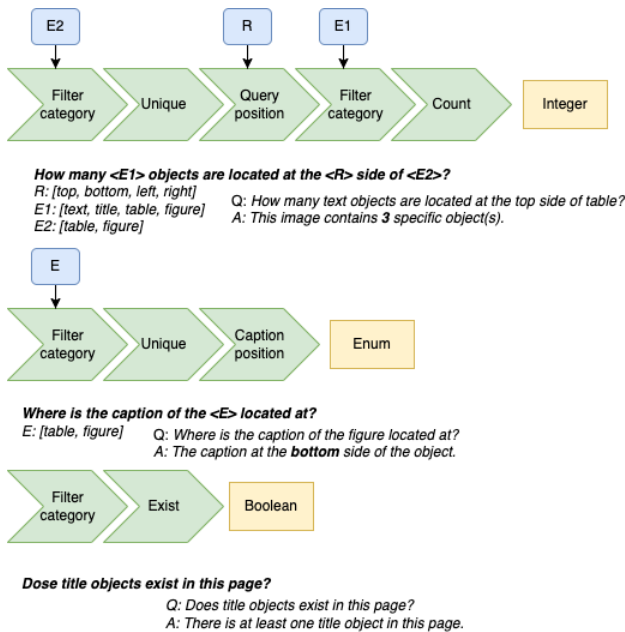 E2
R
E1
Filter category
Unique
Query position
Filter category
Count
Integer
How many <E1> objects are located at the <R> side of <E2>?
R: [top, bottom, left, right]
E1: [text, title, table, figure]
E2: [table, figure]
Q: How many text objects are located at the top side of table?
A: This image contains 3 specific object(s).
E
Filter category
Unique
Caption position
Enum
Where is the caption of the <E> located at?
E: [table, figure]
Q: Where is the caption of the figure located at?
A: The caption at the bottom side of the object.
Filter category
Exist
Boolean
Dose title objects exist in this page?
Q: Does title objects exist in this page?
A: There is at least one title object in this page.